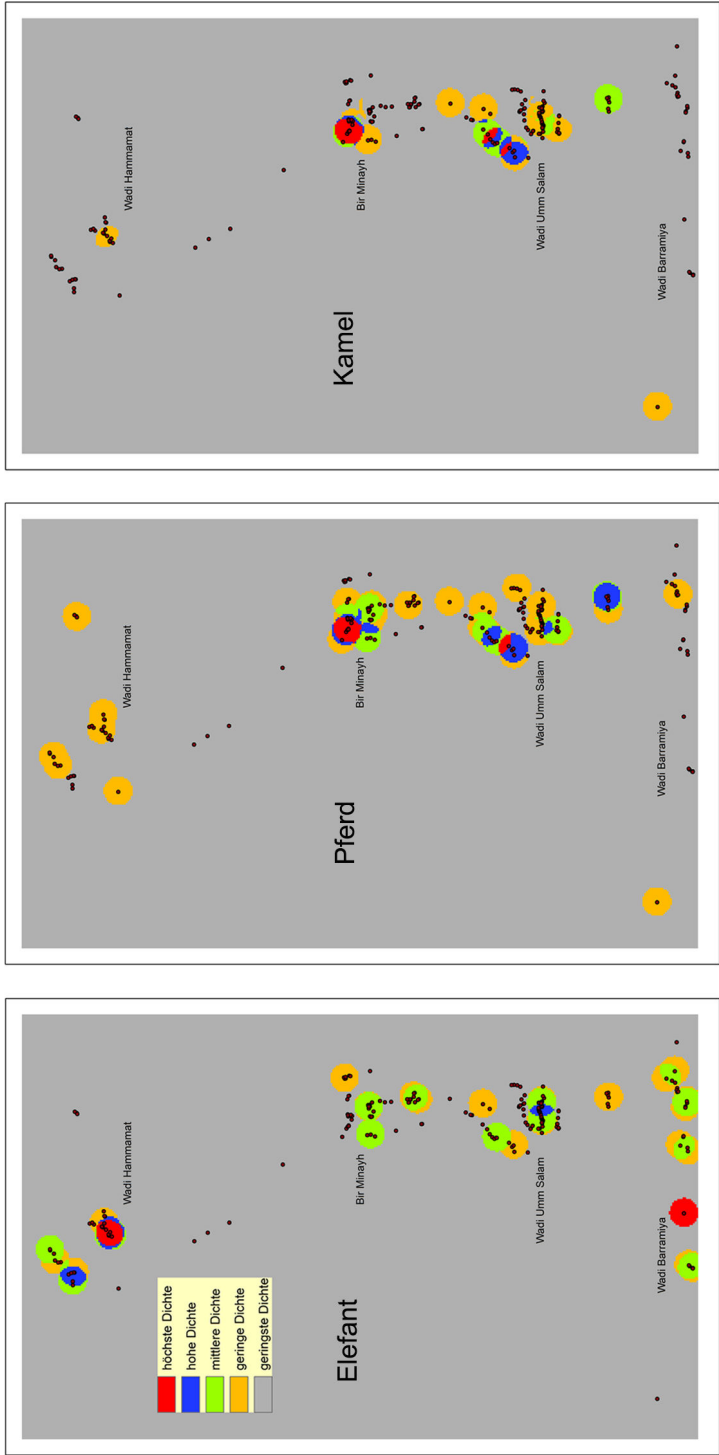 Wadi Hammamat
höchste Dichte
hohe Dichte
mittlere Dichte
geringe Dichte
geringste Dichte
Elefant
Bir Minayh
Wadi Umm Salam
Wadi Barramiya
Wadi Hammamat
Pferd
Bir Minayh
Wadi Umm Salam
Wadi Barramiya
Wadi Hammamat
Kamel
Bir Minayh
Wadi Umm Salam
Wadi Barramiya